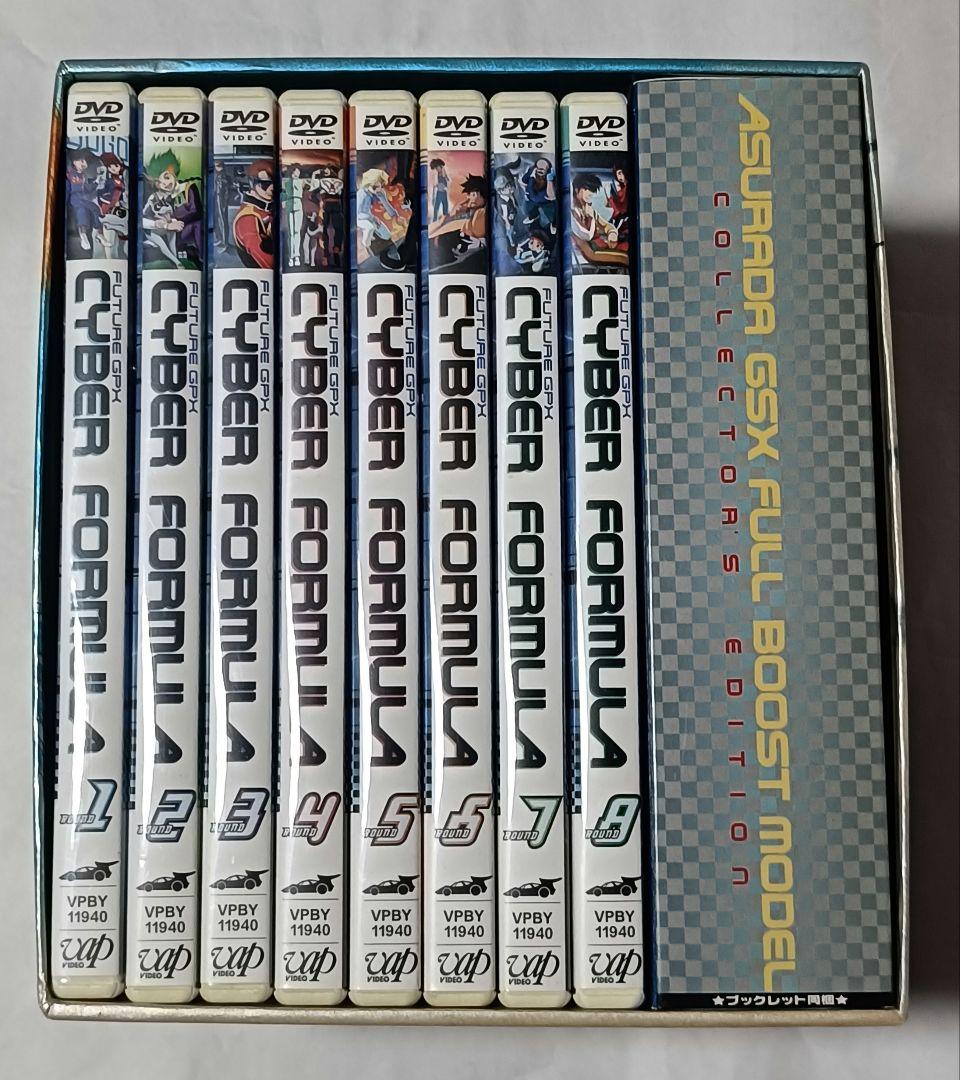 DVD
VIDEO
FUTURE GPX
CYBER FORMULA
ROUND 1
VPBY
11940
vap
VIDEO
DVD
VIDEO
FUTURE GPX
CYBER FORMULA
ROUND 2
VPBY
11940
vap
VIDEO
DVD
VIDEO
FUTURE GPX
CYBER FORMULA
ROUND 3
VPBY
11940
vap
VIDEO
DVD
VIDEO
FUTURE GPX
CYBER FORMULA
ROUND 4
VPBY
11940
vap
VIDEO
DVD
VIDEO
FUTURE GPX
CYBER FORMULA
ROUND 5
VPBY
11940
vap
VIDEO
DVD
VIDEO
FUTURE GPX
CYBER FORMULA
ROUND 6
VPBY
11940
vap
VIDEO
DVD
VIDEO
FUTURE GPX
CYBER FORMULA
ROUND 7
VPBY
11940
vap
VIDEO
DVD
VIDEO
FUTURE GPX
CYBER FORMULA
ROUND 8
VPBY
11940
vap
VIDEO
ASURADA GSX FULL BOOST MODEL
COLLECTOR'S EDITION
★ブックレット同梱★